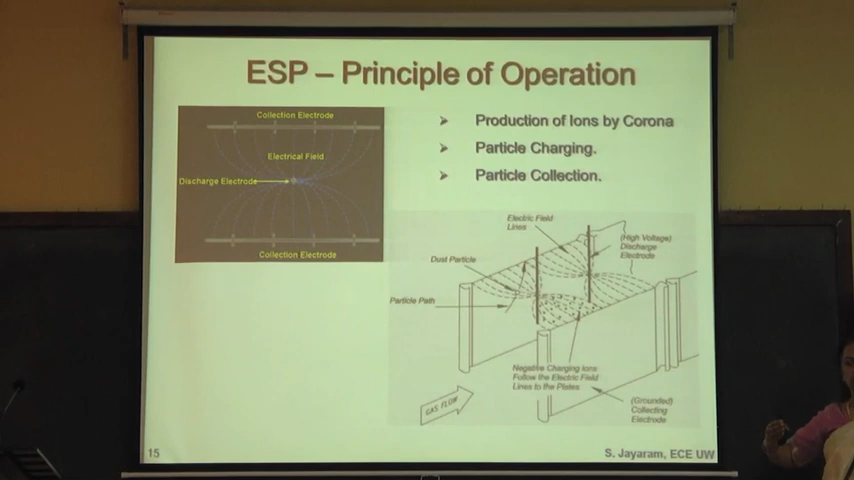 ESP – Principle of Operation
Collection Electrode
Electrical Field
Discharge Electrode
Collection Electrode
➢ Production of Ions by Corona
➢ Particle Charging.
➢ Particle Collection.
Electric Field
Lines
(High Voltage)
Discharge
Electrode
Dust Particle
Particle Path
Negative Charging Ions
Follow the Electric Field
Lines to the Plates
GAS FLOW
(Grounded)
Collecting
Electrode
15
S. Jayaram, ECE UW